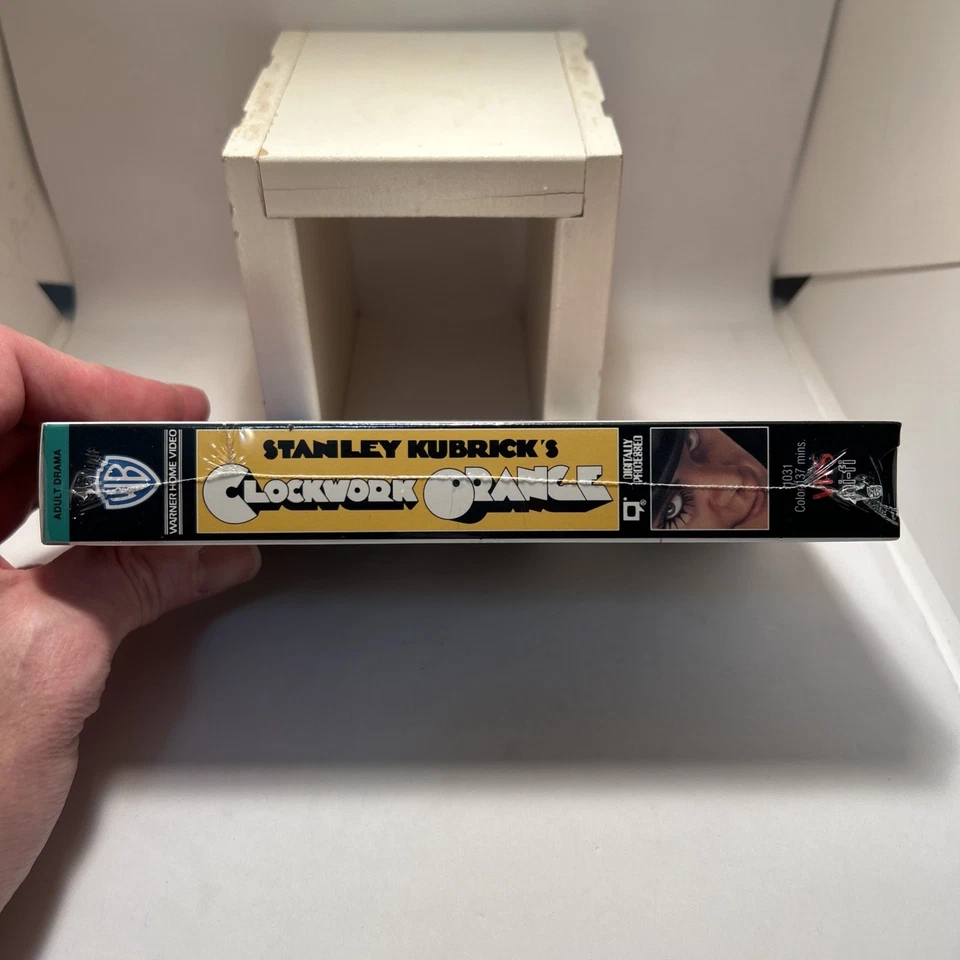 ADULT DRAMA
WB
WARNER HOME VIDEO
STANLEY KUBRICK'S
CLOCKWORK ORANGE
DIGITALLY
PROCESSED
®
1031
Color/137 mins.
VHS
hi-fi